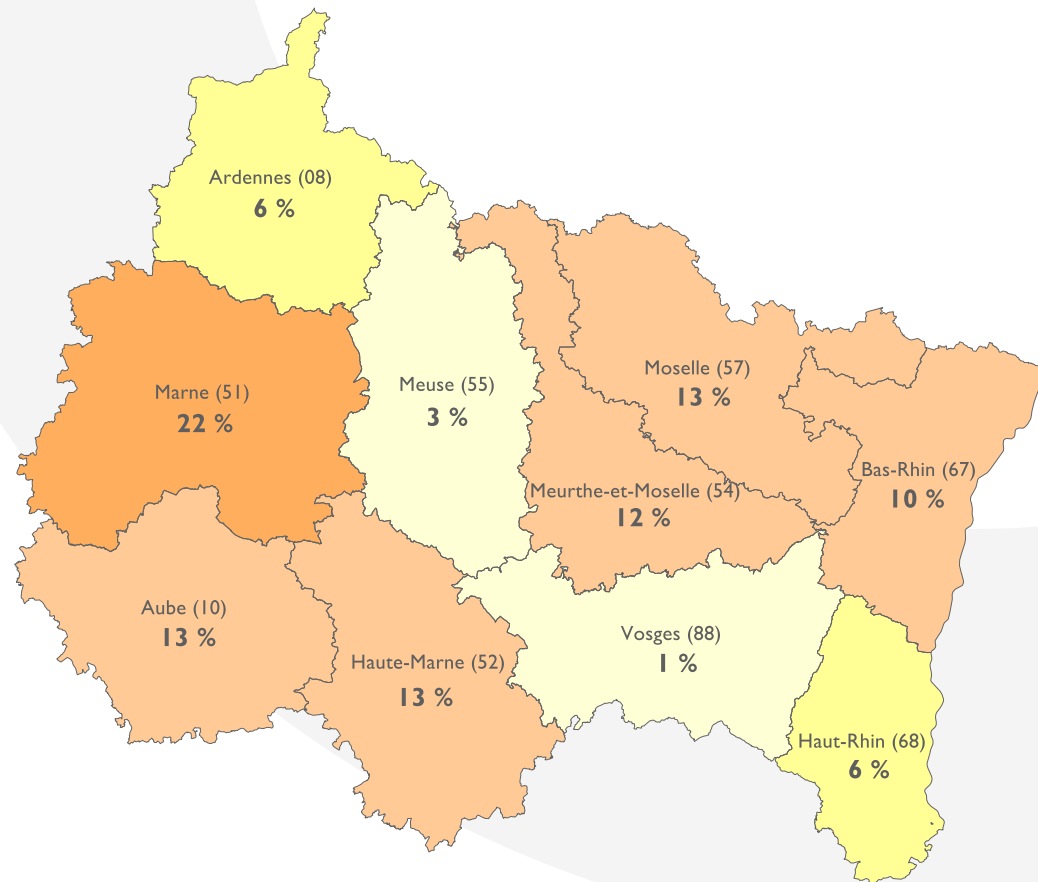 Ardennes (08)
6 %
Marne (51)
22 %
Meuse (55)
3 %
Moselle (57)
13 %
Bas-Rhin (67)
10 %
Meurthe-et-Moselle (54)
12 %
Aube (10)
13 %
Haute-Marne (52)
13 %
Vosges (88)
1 %
Haut-Rhin (68)
6 %